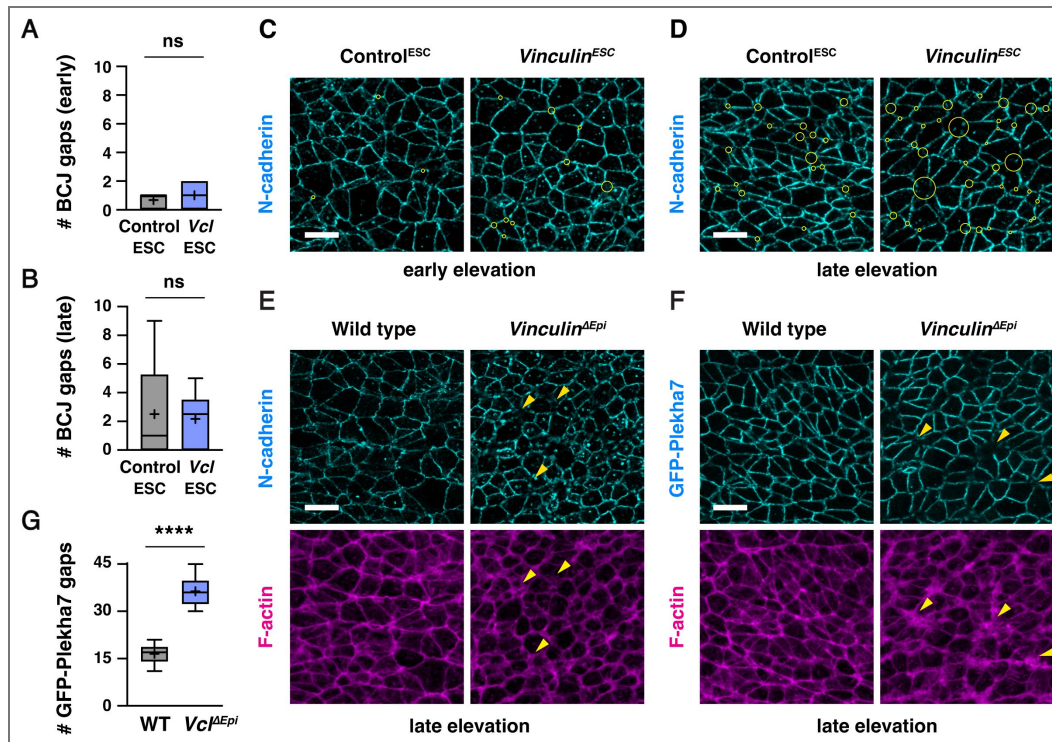 A
ns
# BCJ gaps (early)
10
8
6
4
2
0
Control Vcl
ESC ESC
B
ns
# BCJ gaps (late)
10
8
6
4
2
0
Control Vcl
ESC ESC
G
****
# GFP-Plekha7 gaps
45
30
15
0
WT VclΔEpi
C
ControlESC VinculinESC
N-cadherin
early elevation
D
ControlESC VinculinESC
N-cadherin
late elevation
E
Wild type VinculinΔEpi
N-cadherin
F-actin
late elevation
F
Wild type VinculinΔEpi
GFP-Plekha7
F-actin
late elevation